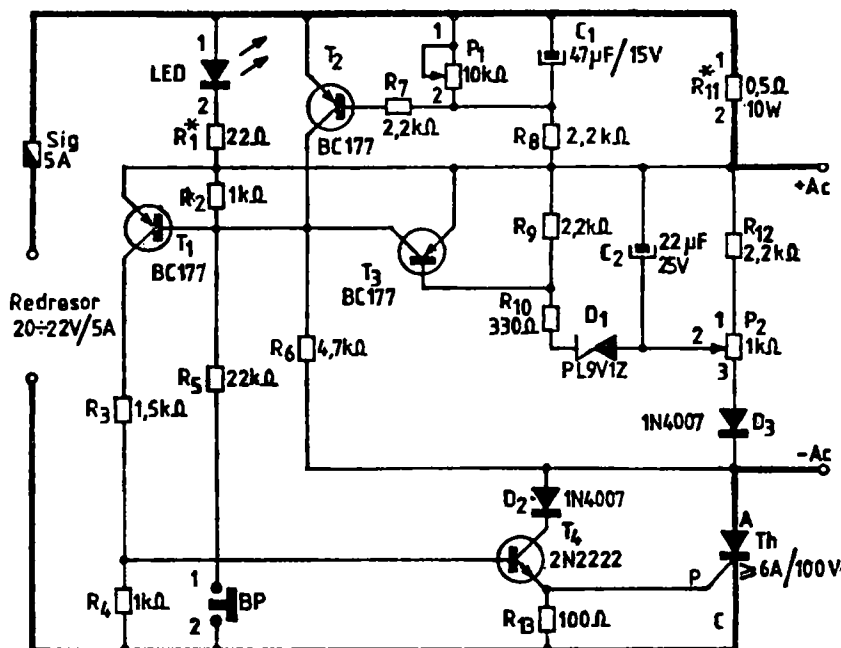 1
LED
2
R1*
22Ω
T2
BC177
R7
2,2kΩ
1
P1
10kΩ
2
C1
47µF/15V
R8
2,2kΩ
1
R11*
0,5Ω
10W
2
+Ac
Sig
5A
R2*
1kΩ
T1
BC177
T3
BC177
R9
2,2kΩ
C2
22µF
25V
R12
2,2kΩ
Redresor
20÷22V/5A
R10
330Ω
D1
PL9V1Z
2
1
P2
1kΩ
3
R6
4,7kΩ
R5
22kΩ
R3
1,5kΩ
1N4007
D3
-Ac
D2
1N4007
T4
2N2222
A
Th
⩾6A/100V
P
C
R4
1kΩ
1
BP
2
R13
100Ω